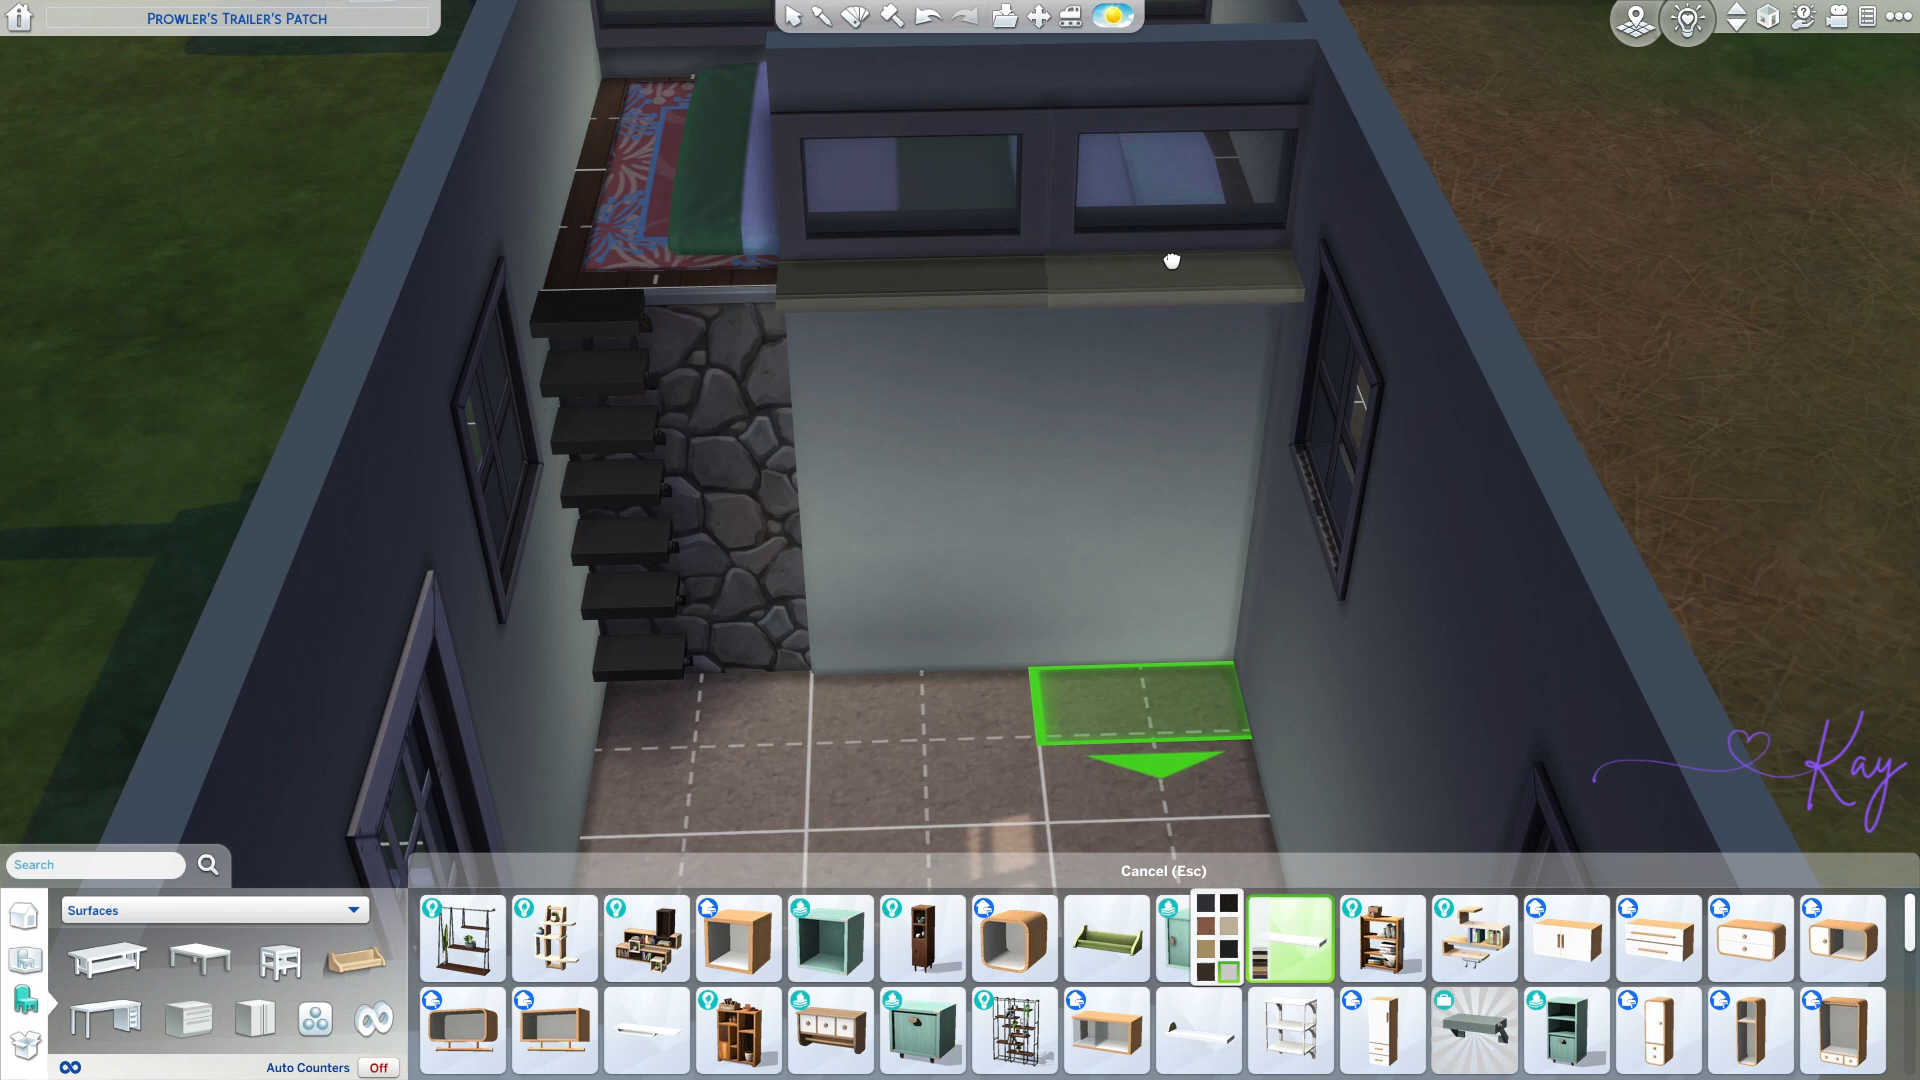 Prowler's Trailer's Patch
Kay
Search
Cancel (Esc)
Surfaces
Auto Counters
Off